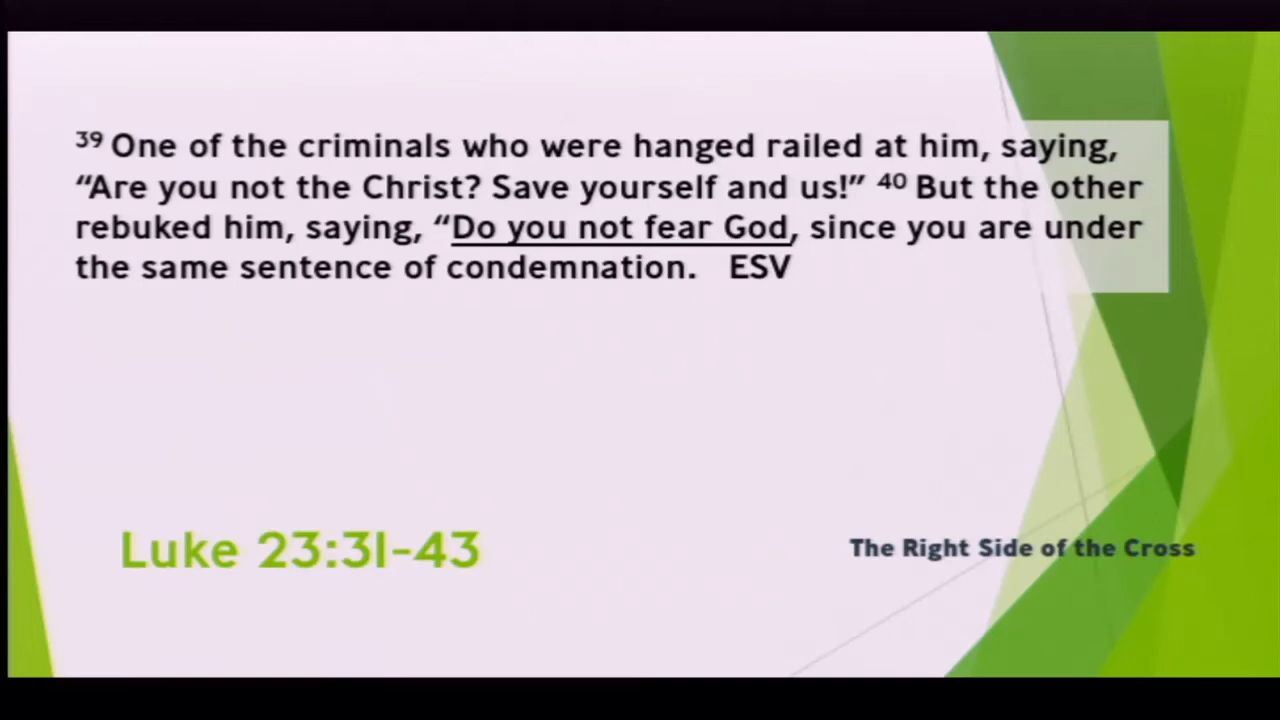 39 One of the criminals who were hanged railed at him, saying,
“Are you not the Christ? Save yourself and us!” 40 But the other
rebuked him, saying, “Do you not fear God, since you are under
the same sentence of condemnation. ESV
Luke 23:31-43
The Right Side of the Cross